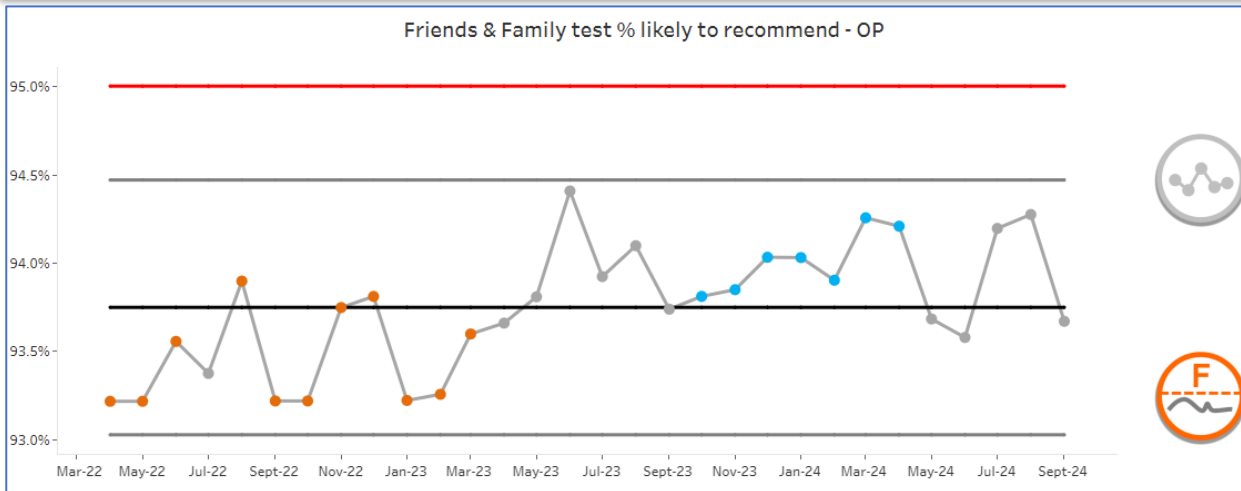 Friends & Family test % likely to recommend - OP
95.0%
94.5%
94.0%
93.5%
93.0%
F
Mar-22 May-22 Jul-22 Sept-22 Nov-22 Jan-23 Mar-23 May-23 Jul-23 Sept-23 Nov-23 Jan-24 Mar-24 May-24 Jul-24 Sept-24